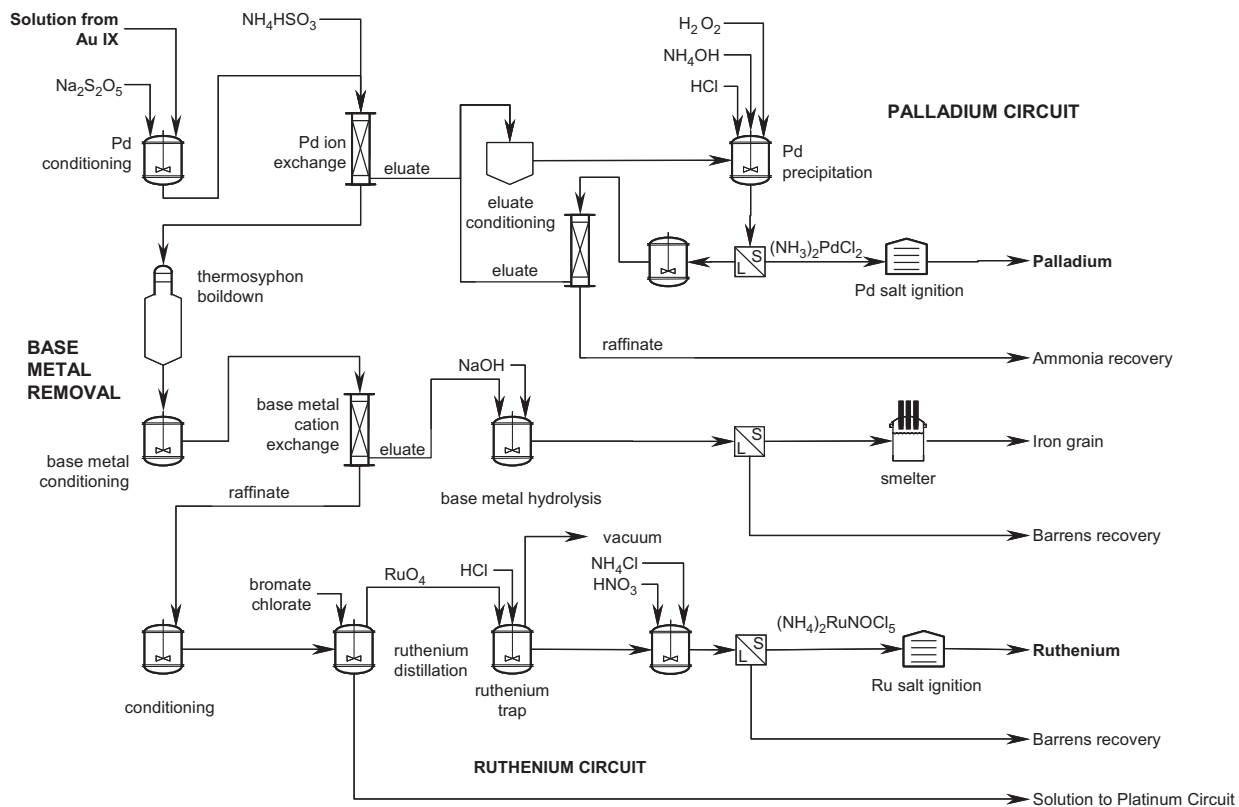 Solution from
Au IX
NH₄HSO₃
Na₂S₂O₅
H₂O₂
NH₄OH
HCl
PALLADIUM CIRCUIT
Pd
conditioning
Pd ion
exchange
eluate
eluate
conditioning
Pd
precipitation
eluate
L S
(NH₃)₂PdCl₂
Pd salt ignition
Palladium
thermosyphon
boildown
raffinate
Ammonia recovery
BASE
METAL
REMOVAL
NaOH
base metal
cation
exchange
eluate
base metal
conditioning
base metal hydrolysis
L S
smelter
Iron grain
raffinate
Barrens recovery
vacuum
bromate
chlorate
RuO₄
HCl
NH₄Cl
HNO₃
conditioning
ruthenium
distillation
ruthenium
trap
L S
(NH₄)₂RuNOCl₅
Ru salt ignition
Ruthenium
Barrens recovery
RUTHENIUM CIRCUIT
Solution to Platinum Circuit